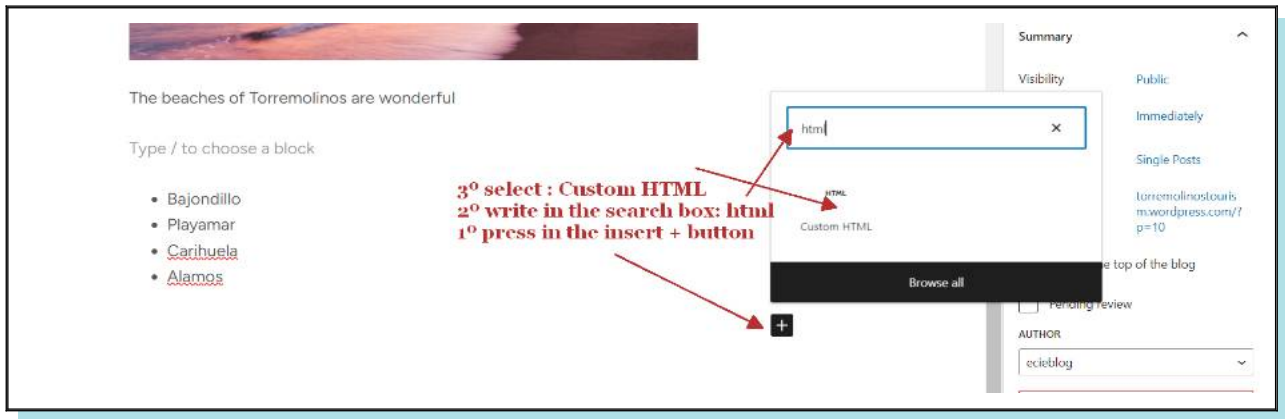 The beaches of Torremolinos are wonderful
Type / to choose a block
Bajondillo
Playamar
Carihuela
Alamos
3º select : Custom HTML
2º write in the search box: html
1º press in the insert + button
html
HTML
Custom HTML
Browse all
Summary
Visibility Public
Immediately
Single Posts
torremolinostouris
m.wordpress.com/?
p=10
e top of the blog
Pending review
AUTHOR
ecieblog